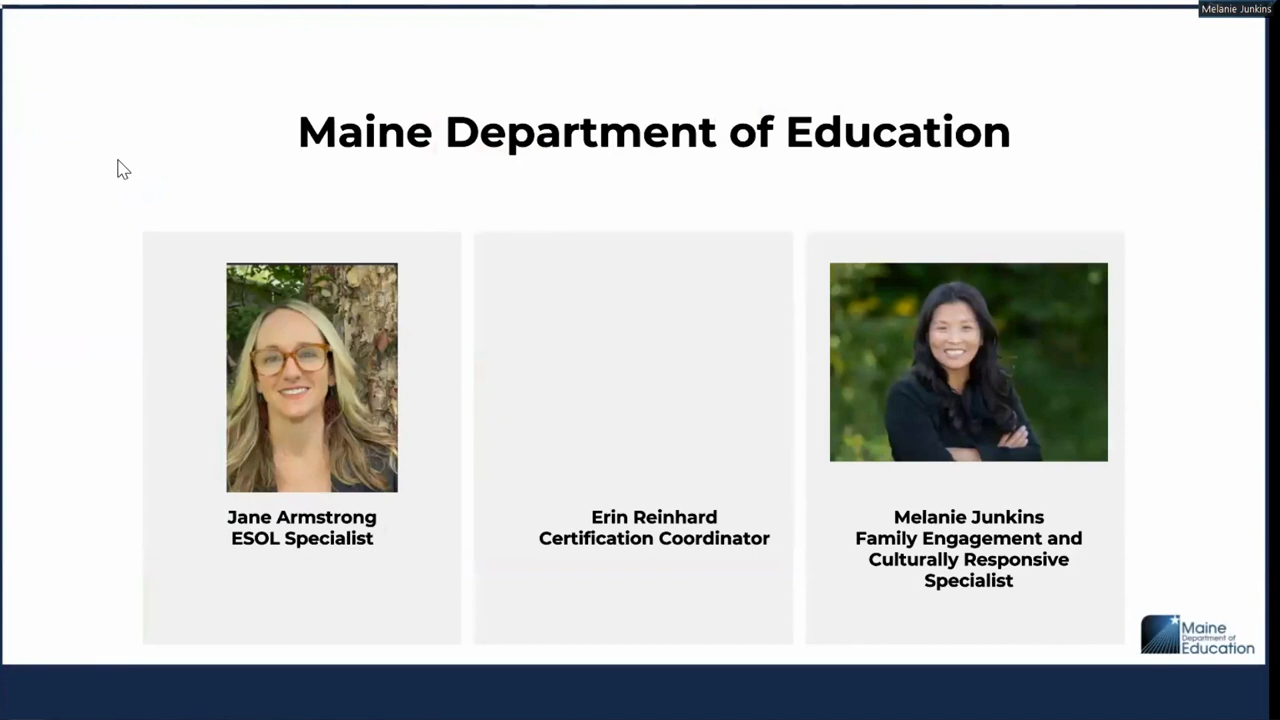 Melanie Junkins
Maine Department of Education
Jane Armstrong
ESOL Specialist
Erin Reinhard
Certification Coordinator
Melanie Junkins
Family Engagement and
Culturally Responsive
Specialist
Maine
Department of
Education